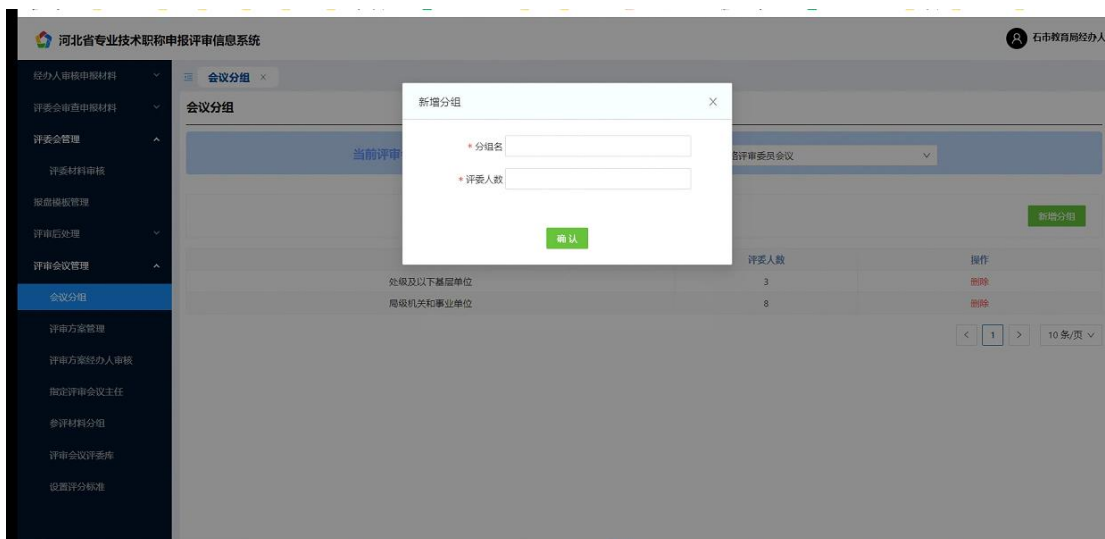 河北省专业技术职称申报评审信息系统
石市教育局经办人
经办人审核申报材料
评委会审查申报材料
评委会管理
评委材料审核
报盘模板管理
评审后处理
评审会议管理
会议分组
评审方案管理
评审方案经办人审核
指定评审会议主任
参评材料分组
评审会议评委库
设置评分标准
会议分组 ×
会议分组
当前评审
评审委员会议
新增分组
新增分组 ×
* 分组名
* 评委人数
确 认
评委人数 操作
处级及以下基层单位 3 删除
局级机关和事业单位 8 删除
< 1 > 10 条/页